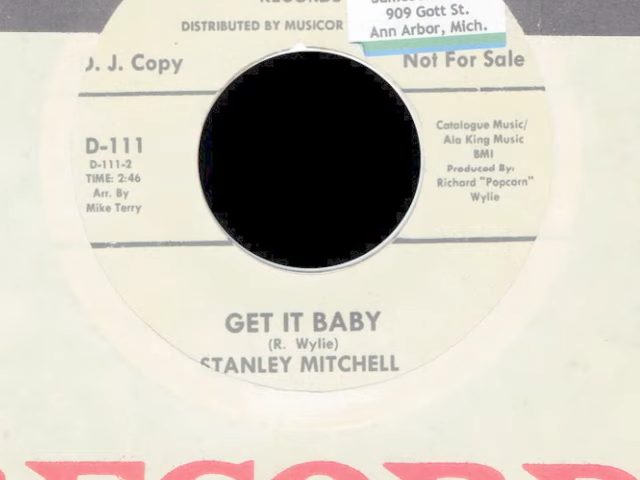 RECORDS
DISTRIBUTED BY MUSICOR
909 Gott St.
Ann Arbor, Mich.
D. J. Copy
Not For Sale
D-111
D-111-2
TIME: 2:46
Arr. By
Mike Terry
Catalogue Music/
Ala King Music
BMI
Produced By:
Richard "Popcorn"
Wylie
GET IT BABY
(R. Wylie)
STANLEY MITCHELL
RECORD